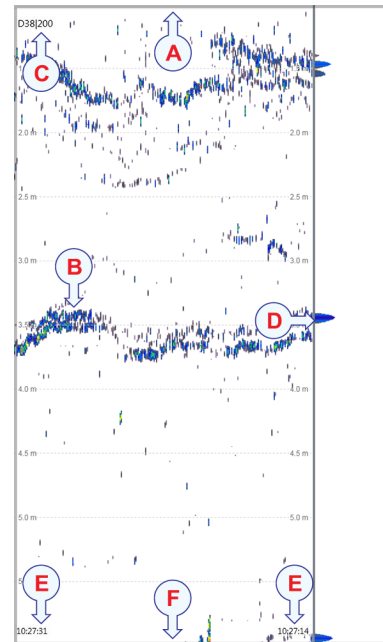 D38|200
A
C
2.0 m 2.0 m
2.5 m 2.5 m
B
3.0 m 3.0 m
D
3.5 m
4.0 m 4.0 m
4.5 m 4.5 m
5.0 m 5.0 m
E E
F
10:27:31 10:27:14